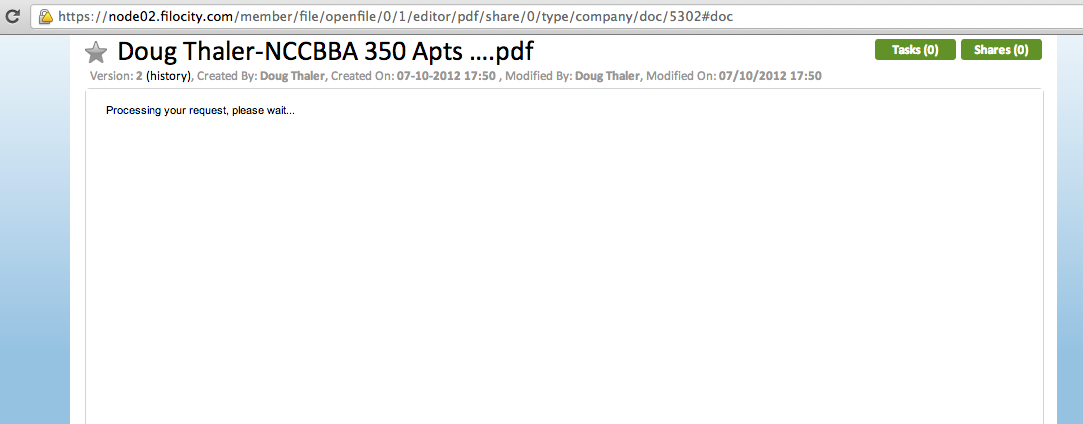 https://node02.filocity.com/member/file/openfile/0/1/editor/pdf/share/0/type/company/doc/5302#doc
Doug Thaler-NCCBBA 350 Apts ....pdf
Tasks (0) Shares (0)
Version: 2 (history), Created By: Doug Thaler, Created On: 07-10-2012 17:50 , Modified By: Doug Thaler, Modified On: 07/10/2012 17:50
Processing your request, please wait...